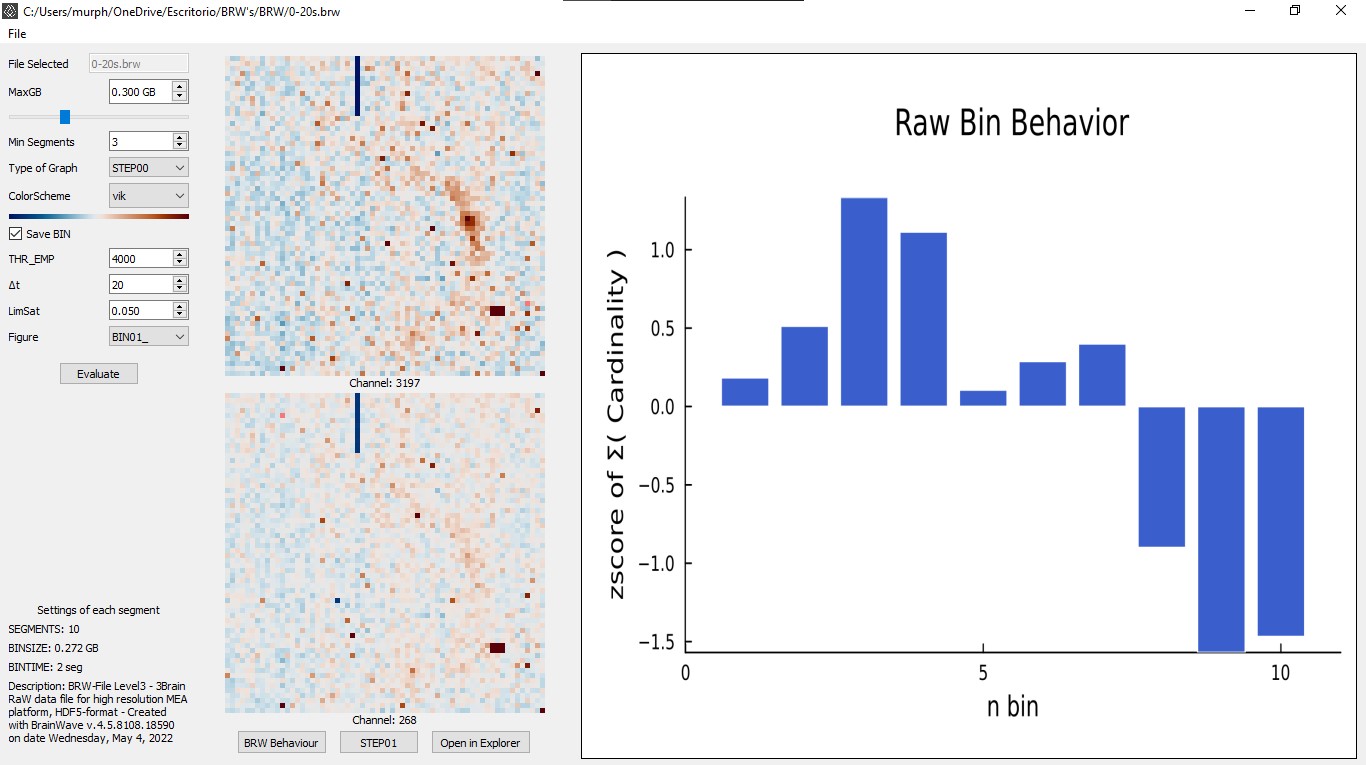 C:/Users/murph/OneDrive/Escritorio/BRW's/BRW/0-20s.brw
File
File Selected 0-20s.brw
MaxGB 0.300 GB
Min Segments 3
Type of Graph STEP00
ColorScheme vik
Save BIN
THR_EMP 4000
Δt 20
LimSat 0.050
Figure BIN01_
Evaluate
Settings of each segment
SEGMENTS: 10
BINSIZE: 0.272 GB
BINTIME: 2 seg
Description: BRW-File Level3 - 3Brain
RaW data file for high resolution MEA
platform, HDF5-format - Created
with BrainWave v.4.5.8108.18590
on date Wednesday, May 4, 2022
Channel: 3197
Channel: 268
BRW Behaviour STEP01 Open in Explorer
Raw Bin Behavior
zscore of Σ( Cardinality )
1.0
0.5
0.0
−0.5
−1.0
−1.5
0 5 10
n bin